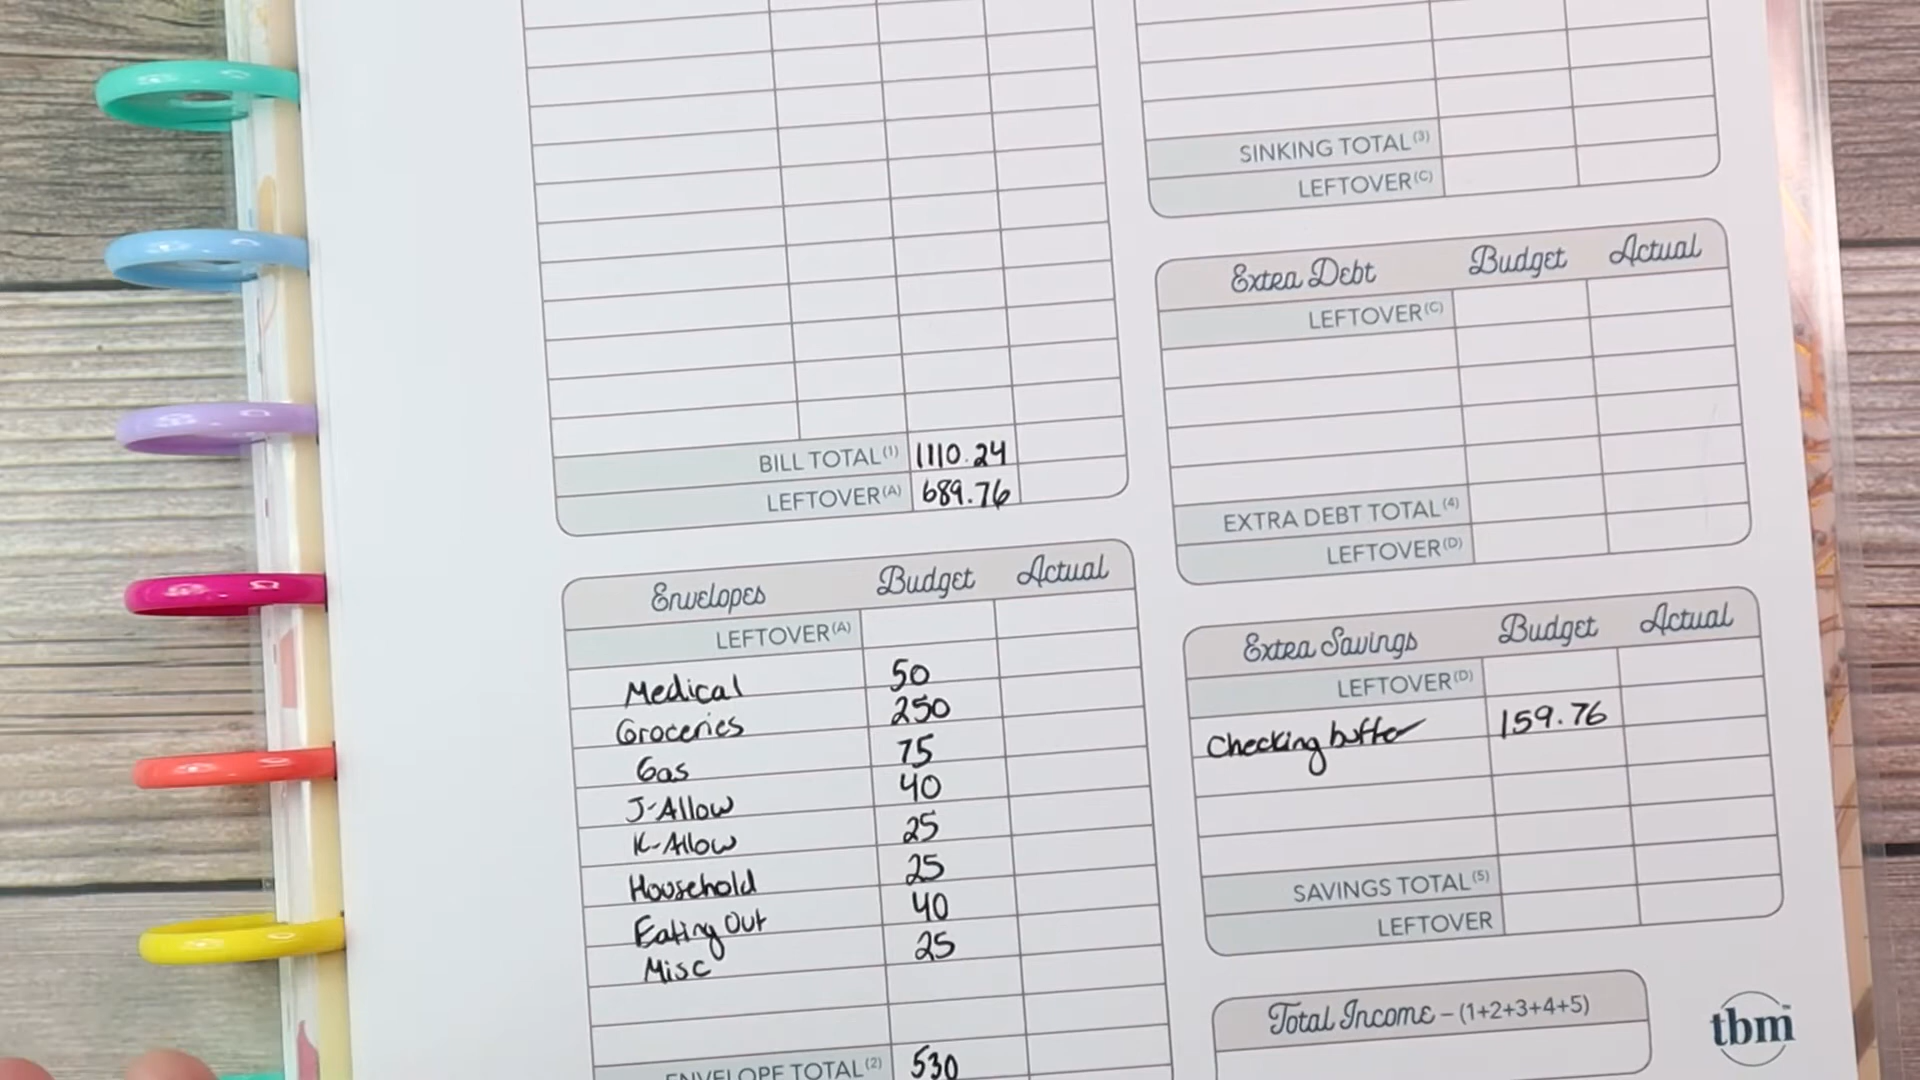 BILL TOTAL(1) 1110.24
LEFTOVER(A) 689.76
Envelopes Budget Actual
LEFTOVER(A)
Medical 50
Groceries 250
Gas 75
J-Allow 40
K-Allow 25
Household 25
Eating Out 40
Misc 25
ENVELOPE TOTAL(2) 530
SINKING TOTAL(3)
LEFTOVER(C)
Extra Debt Budget Actual
LEFTOVER(C)
EXTRA DEBT TOTAL(4)
LEFTOVER(D)
Extra Savings Budget Actual
LEFTOVER(D)
Checking buffer 159.76
SAVINGS TOTAL(5)
LEFTOVER
Total Income - (1+2+3+4+5)
tbm™